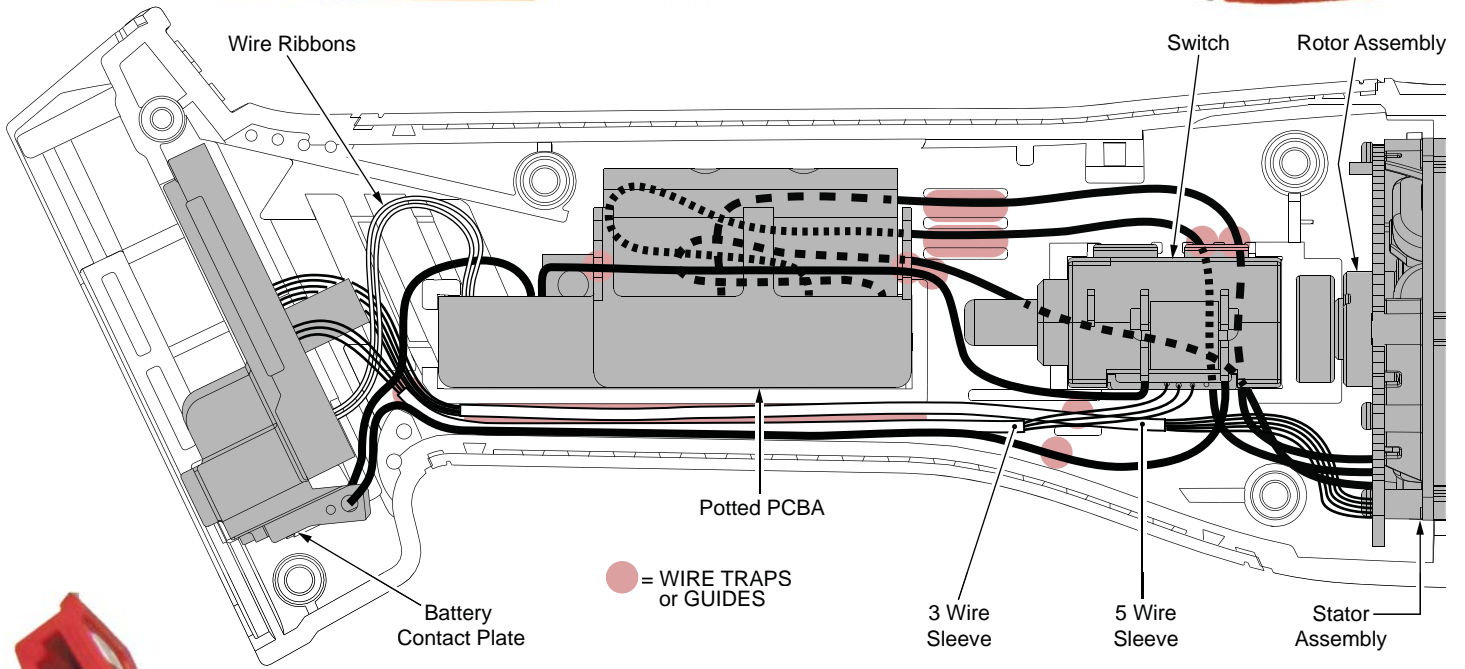 Wire Ribbons
Switch
Rotor Assembly
Potted PCBA
= WIRE TRAPS
or GUIDES
Battery
Contact Plate
3 Wire
Sleeve
5 Wire
Sleeve
Stator
Assembly